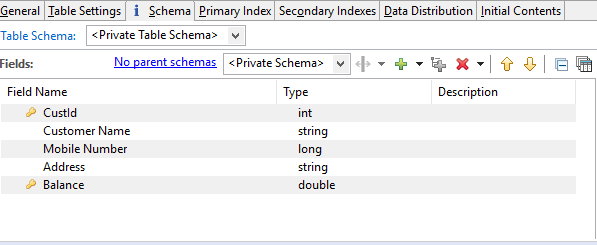 General Table Settings i Schema Primary Index Secondary Indexes Data Distribution Initial Contents
Table Schema: <Private Table Schema>
Fields: No parent schemas <Private Schema>
Field Name Type Description
CustId int
Customer Name string
Mobile Number long
Address string
Balance double